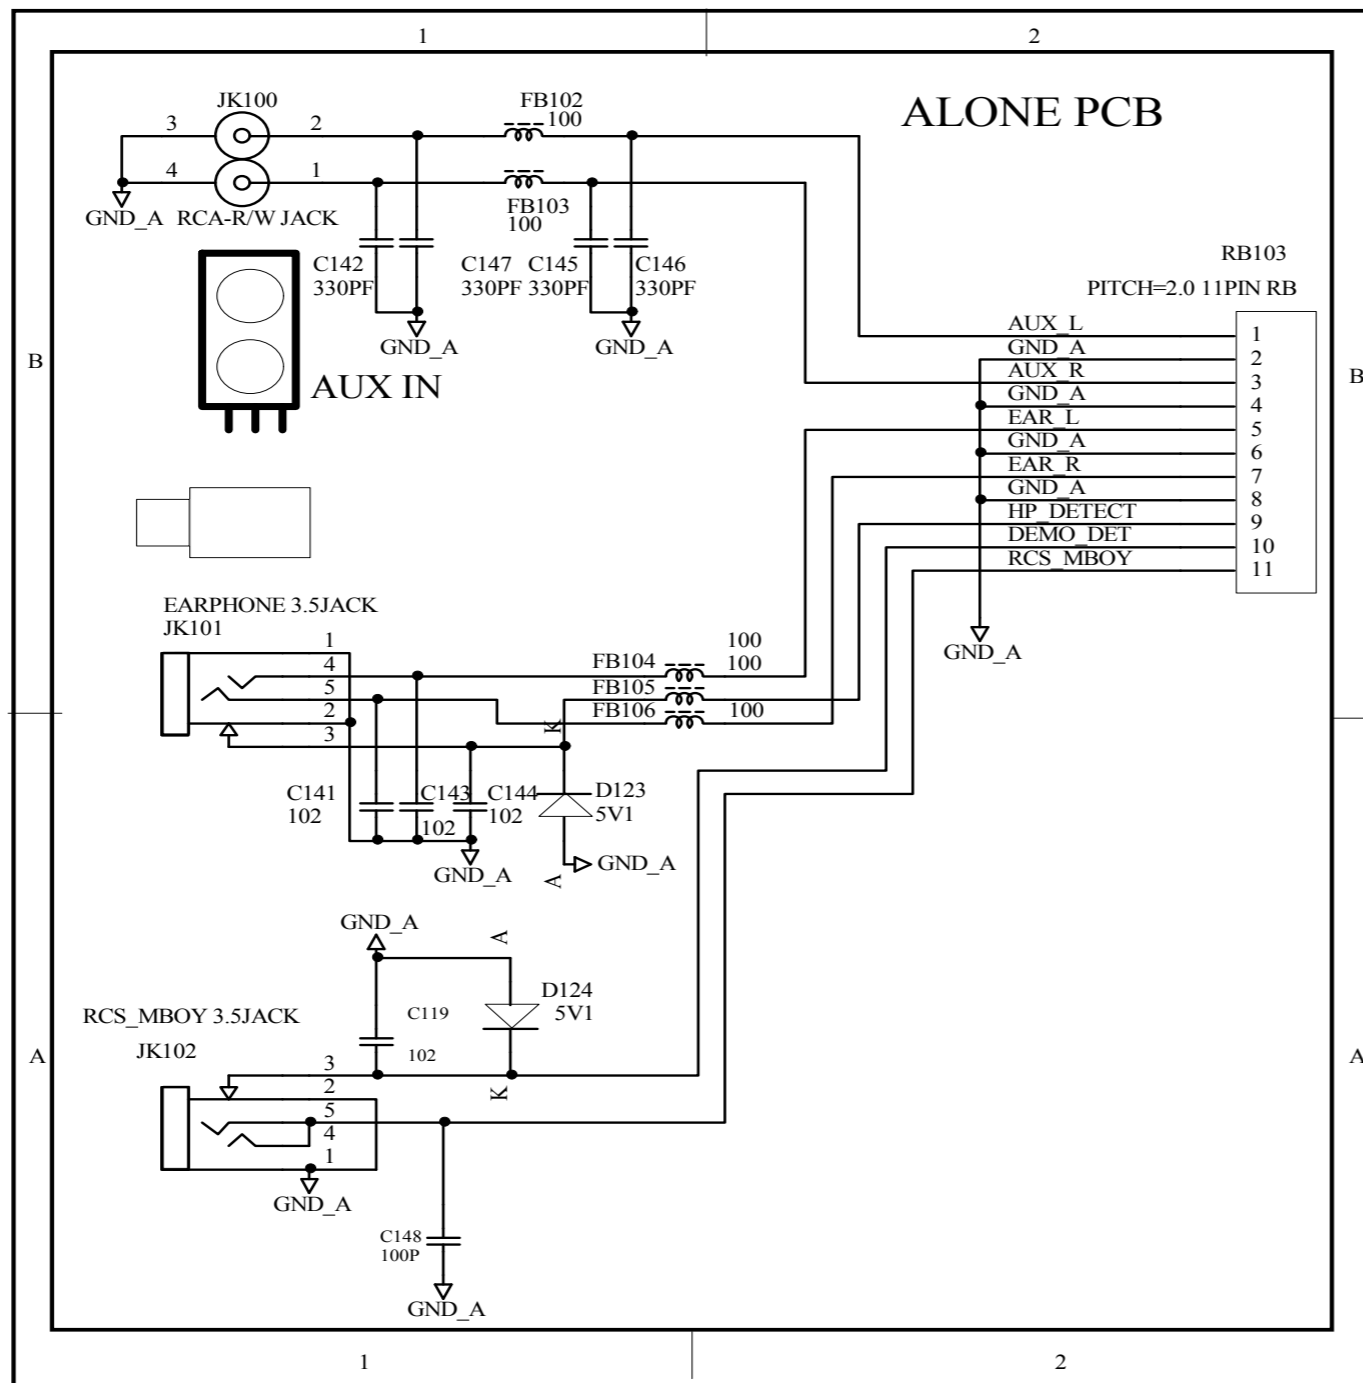 1
2
JK100
FB102
100
ALONE PCB
3
2
4
1
GND_A
RCA-R/W JACK
FB103
100
C142
330PF
C147
330PF
C145
330PF
C146
330PF
GND_A
GND_A
AUX IN
B
B
RB103
PITCH=2.0 11PIN RB
AUX_L
1
GND_A
2
AUX_R
3
GND_A
4
EAR_L
5
GND_A
6
EAR_R
7
GND_A
8
HP_DETECT
9
DEMO_DET
10
RCS_MBOY
11
GND_A
EARPHONE 3.5JACK
JK101
1
4
5
2
3
100
FB104
100
FB105
FB106
100
K
C141
102
C143
102
C144
102
D123
5V1
GND_A
A
GND_A
GND_A
A
D124
5V1
C119
102
K
RCS_MBOY 3.5JACK
JK102
3
2
5
4
1
GND_A
C148
100P
GND_A
A
A
1
2